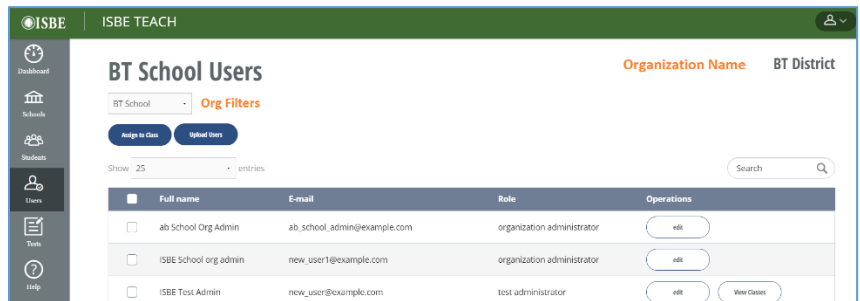 ISBE ISBE TEACH
Dashboard
Schools
Students
Users
Tests
Help
BT School Users
Organization Name BT District
BT School Org Filters
Assign to Class Upload Users
Show 25 entries Search
Full name E-mail Role Operations
ab School Org Admin ab_school_admin@example.com organization administrator edit
ISBE School org admin new_user1@example.com organization administrator edit
ISBE Test Admin new_user@example.com test administrator edit View Classes